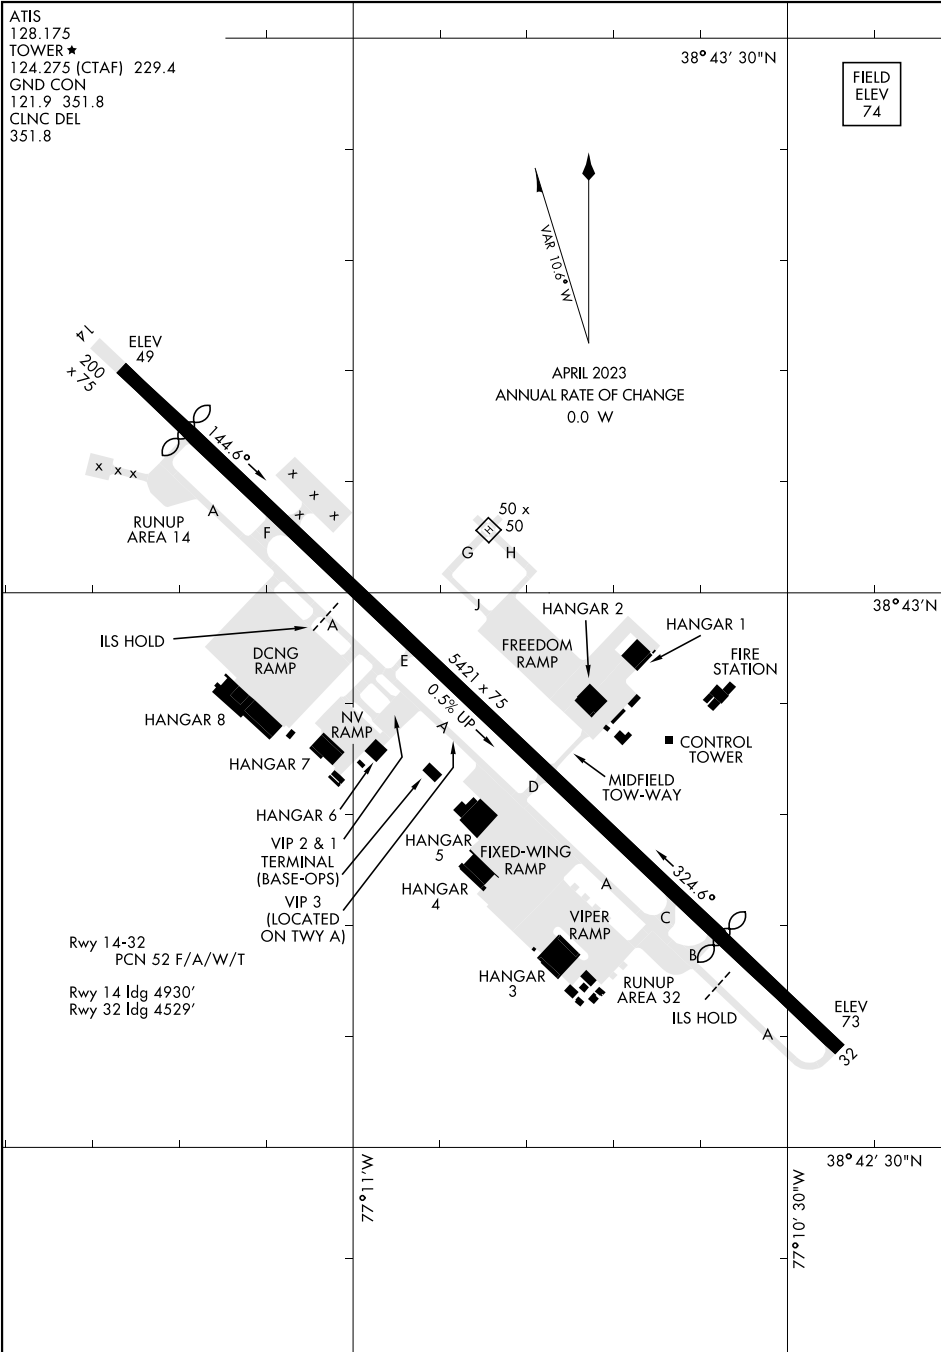 ATIS
128.175
TOWER ★
124.275 (CTAF) 229.4
GND CON
121.9 351.8
CLNC DEL
351.8
38° 43' 30"N
FIELD
ELEV
74
VAR 10.6° W
APRIL 2023
ANNUAL RATE OF CHANGE
0.0 W
14
200
x 75
ELEV
49
144.6°
x x x
A
RUNUP
AREA 14
F
x
x
x x
50 x
50
H
G H
J
38° 43'N
ILS HOLD
A
DCNG
RAMP
E
5421 x 75
0.5% UP
A
HANGAR 2
HANGAR 1
FREEDOM
RAMP
FIRE
STATION
HANGAR 8
NV
RAMP
HANGAR 7
CONTROL
TOWER
MIDFIELD
TOW-WAY
D
HANGAR 6
VIP 2 & 1
TERMINAL
(BASE-OPS)
VIP 3
(LOCATED
ON TWY A)
HANGAR
5
FIXED-WING
RAMP
HANGAR
4
A
324.6°
C
VIPER
RAMP
B
HANGAR
3
RUNUP
AREA 32
ILS HOLD
A
ELEV
73
32
Rwy 14-32
PCN 52 F/A/W/T
Rwy 14 ldg 4930'
Rwy 32 ldg 4529'
38° 42' 30"N
77° 11'W
77° 10' 30"W